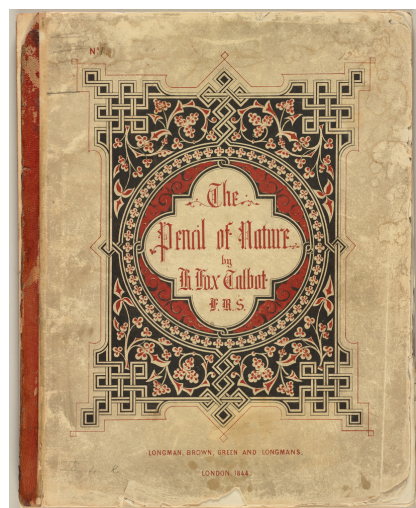 No. 1
The
Pencil of Nature
by
H. Fox Talbot
F.R.S.
LONGMAN, BROWN, GREEN AND LONGMANS.
LONDON, 1844.